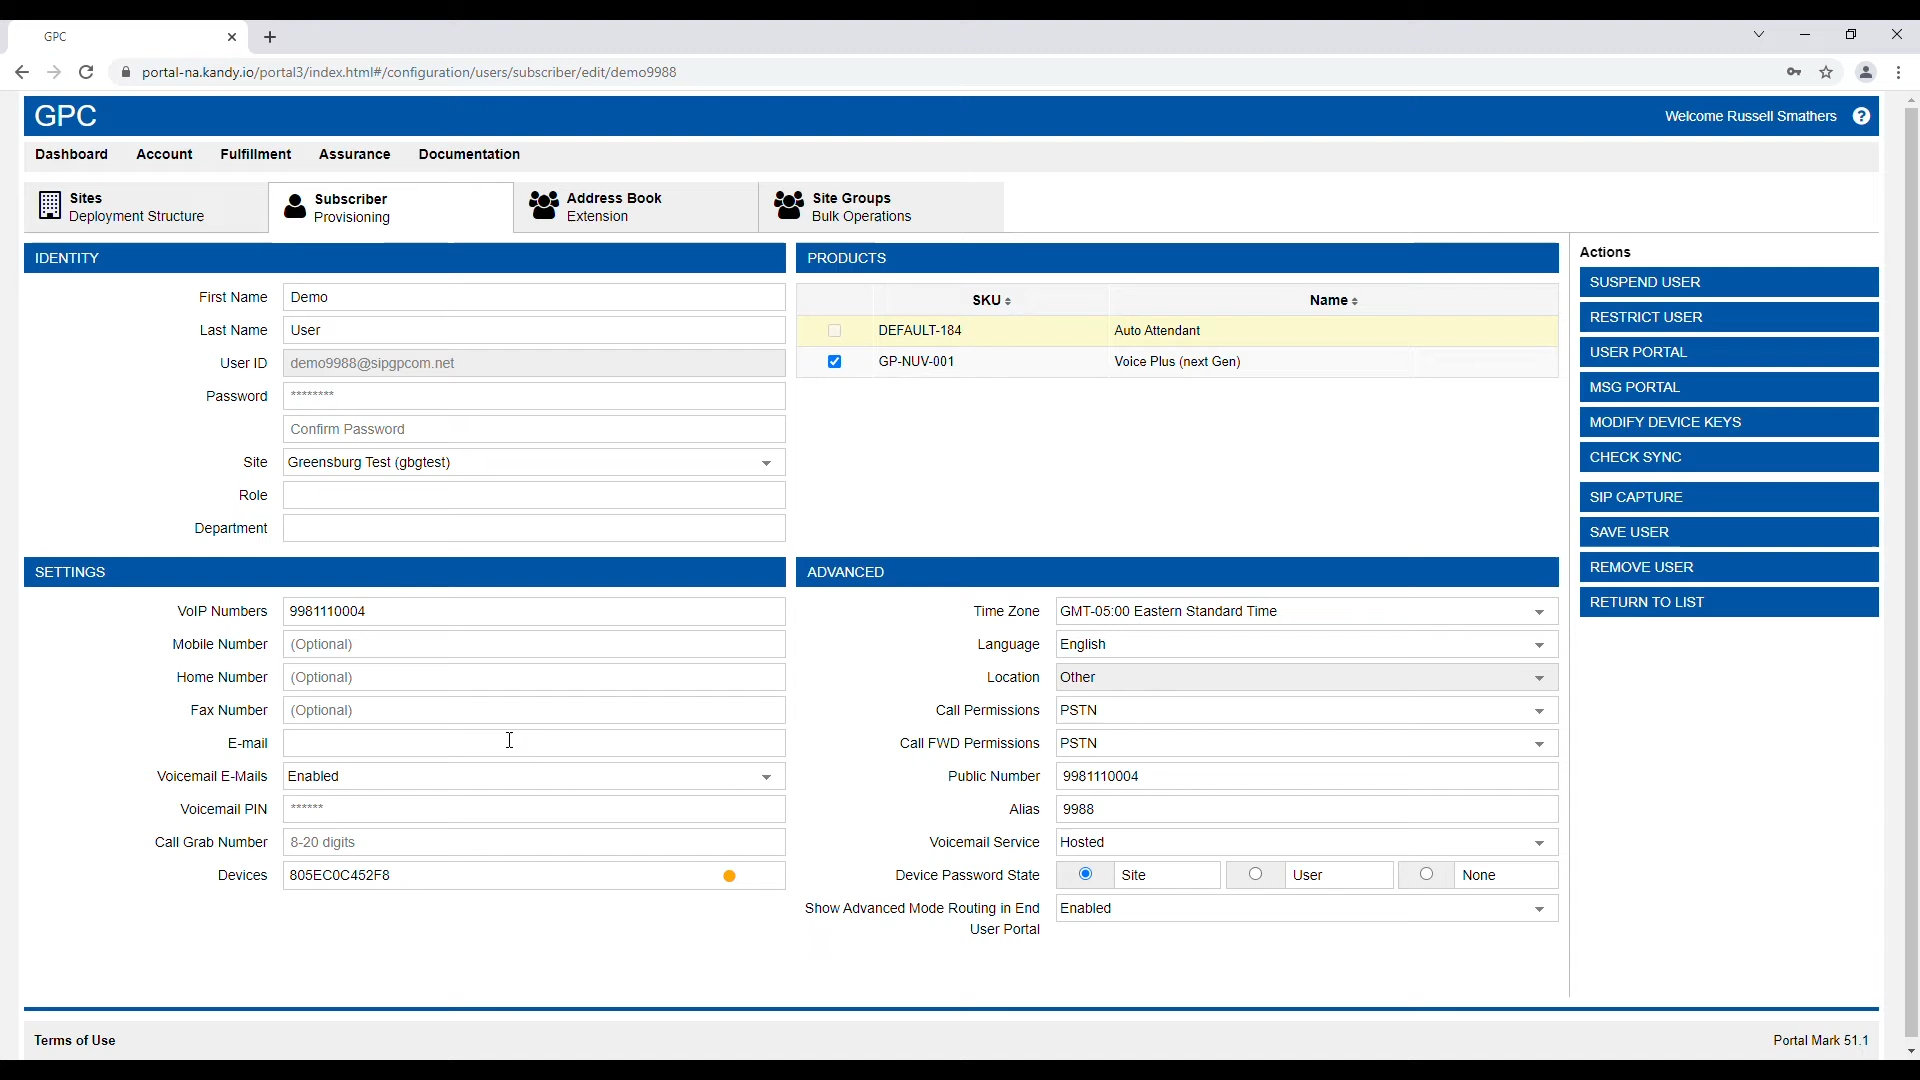 GPC
portal-na.kandy.io/portal3/index.html#/configuration/users/subscriber/edit/demo9988
GPC
Welcome Russell Smathers
?
Dashboard Account Fulfillment Assurance Documentation
Sites
Deployment Structure
Subscriber
Provisioning
Address Book
Extension
Site Groups
Bulk Operations
IDENTITY
First Name Demo
Last Name User
User ID demo9988@sipgpcom.net
Password ********
Confirm Password
Site Greensburg Test (gbgtest)
Role
Department
PRODUCTS
SKU Name
DEFAULT-184 Auto Attendant
GP-NUV-001 Voice Plus (next Gen)
SETTINGS
VoIP Numbers 9981110004
Mobile Number (Optional)
Home Number (Optional)
Fax Number (Optional)
E-mail
Voicemail E-Mails Enabled
Voicemail PIN ******
Call Grab Number 8-20 digits
Devices 805EC0C452F8
ADVANCED
Time Zone GMT-05:00 Eastern Standard Time
Language English
Location Other
Call Permissions PSTN
Call FWD Permissions PSTN
Public Number 9981110004
Alias 9988
Voicemail Service Hosted
Device Password State Site User None
Show Advanced Mode Routing in End Enabled
User Portal
Actions
SUSPEND USER
RESTRICT USER
USER PORTAL
MSG PORTAL
MODIFY DEVICE KEYS
CHECK SYNC
SIP CAPTURE
SAVE USER
REMOVE USER
RETURN TO LIST
Terms of Use
Portal Mark 51.1